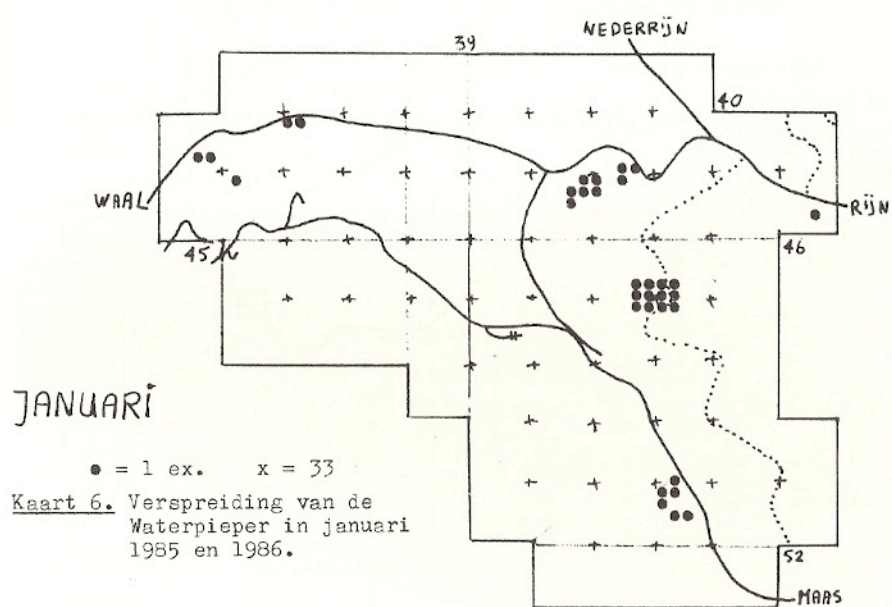 NEDERRIJN
39
40
WAAL
RIJN
45
46
JANUARI
● = 1 ex. x = 33
Kaart 6. Verspreiding van de
Waterpieper in januari
1985 en 1986.
52
MAAS